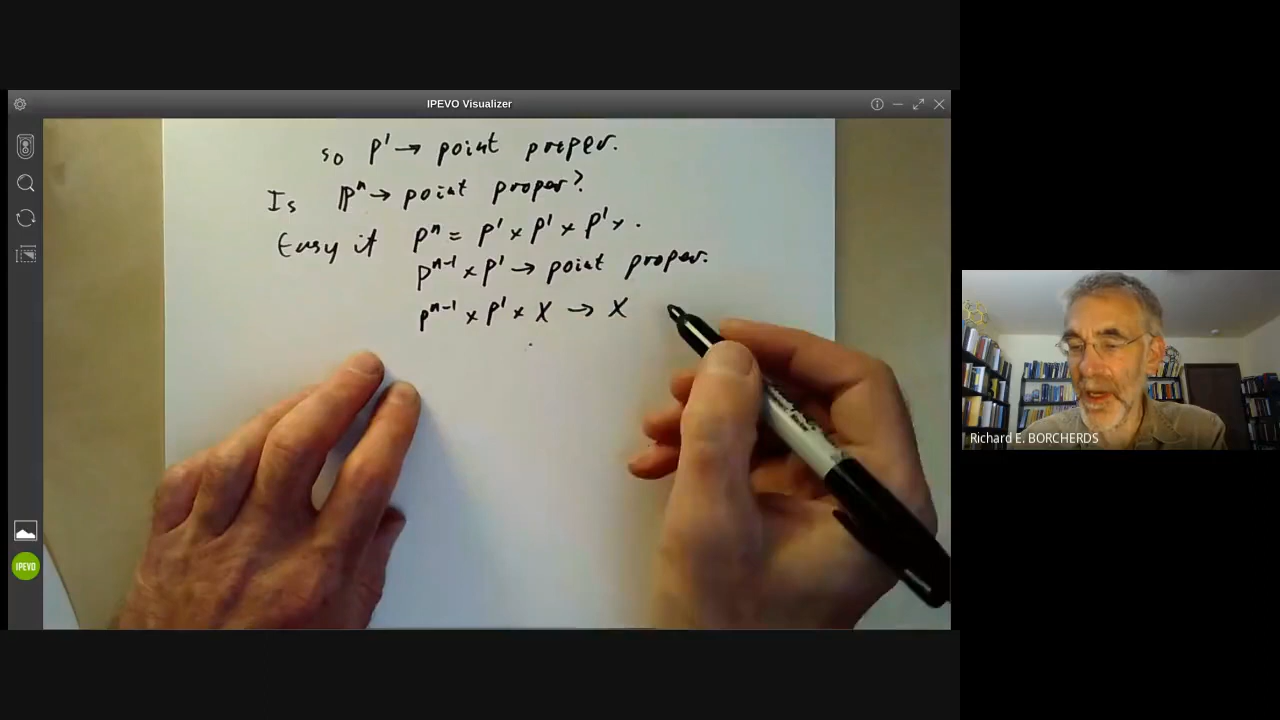 IPEVO Visualizer
so P¹ → point proper.
Is ℙⁿ → point proper?
Easy if Pⁿ = P¹ × P¹ × P¹ × .
Pⁿ⁻¹ × P¹ → point proper.
Pⁿ⁻¹ × P¹ × X → X
IPEVO
Richard E. BORCHERDS